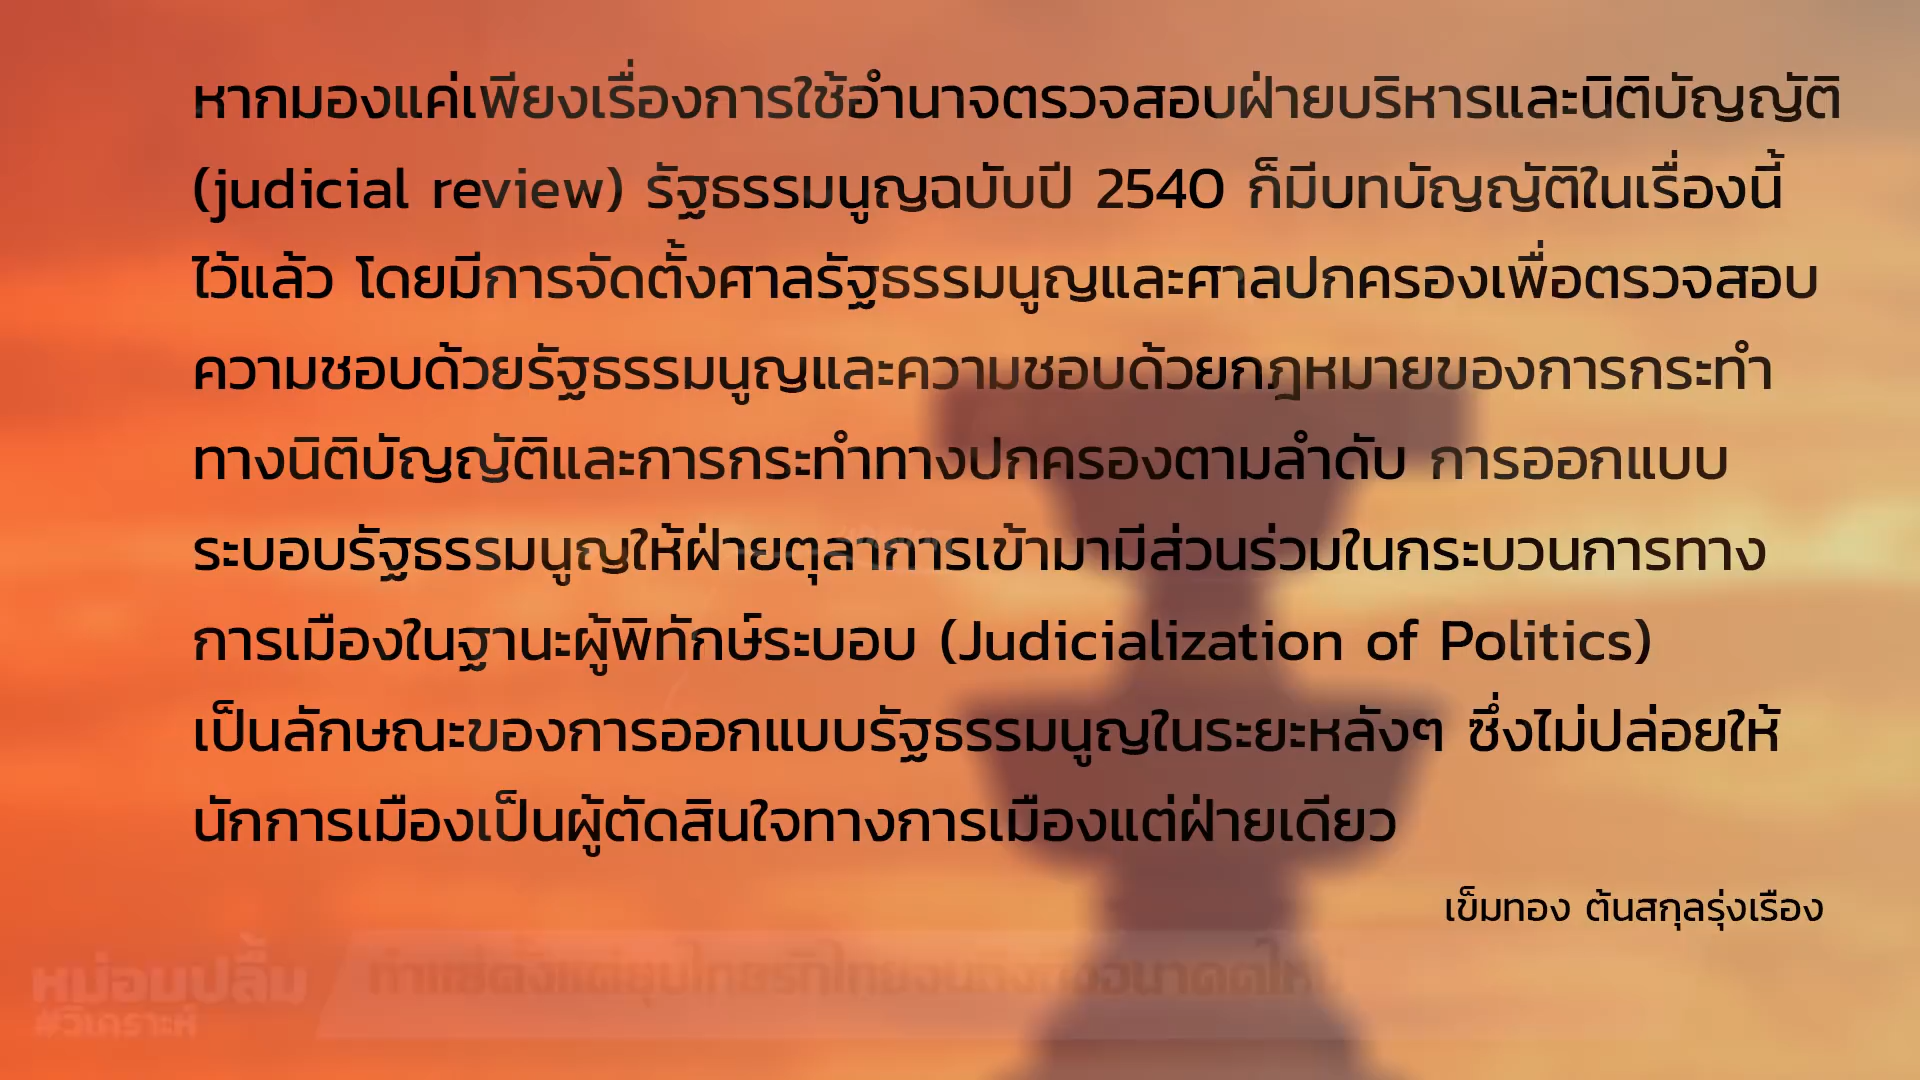 หากมองแค่เพียงเรื่องการใช้อำนาจตรวจสอบฝ่ายบริหารและนิติบัญญัติ
(judicial review) รัฐธรรมนูญฉบับปี 2540 ก็มีบทบัญญัติในเรื่องนี้
ไว้แล้ว โดยมีการจัดตั้งศาลรัฐธรรมนูญและศาลปกครองเพื่อตรวจสอบ
ความชอบด้วยรัฐธรรมนูญและความชอบด้วยกฎหมายของการกระทำ
ทางนิติบัญญัติและการกระทำทางปกครองตามลำดับ การออกแบบ
ระบอบรัฐธรรมนูญให้ฝ่ายตุลาการเข้ามามีส่วนร่วมในกระบวนการทาง
การเมืองในฐานะผู้พิทักษ์ระบอบ (Judicialization of Politics)
เป็นลักษณะของการออกแบบรัฐธรรมนูญในระยะหลังๆ ซึ่งไม่ปล่อยให้
นักการเมืองเป็นผู้ตัดสินใจทางการเมืองแต่ฝ่ายเดียว
เข็มทอง ต้นสกุลรุ่งเรือง
หม่อมปลื้ม
#วิเคราะห์